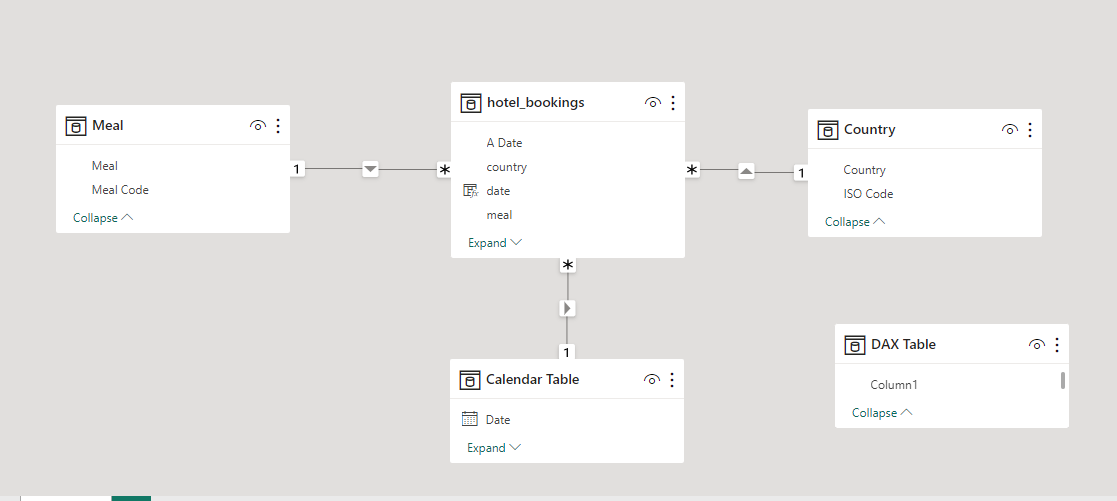 Meal
Meal
Meal Code
Collapse
1
*
hotel_bookings
A Date
country
date
meal
Expand
*
1
Country
Country
ISO Code
Collapse
*
1
Calendar Table
Date
Expand
DAX Table
Column1
Collapse